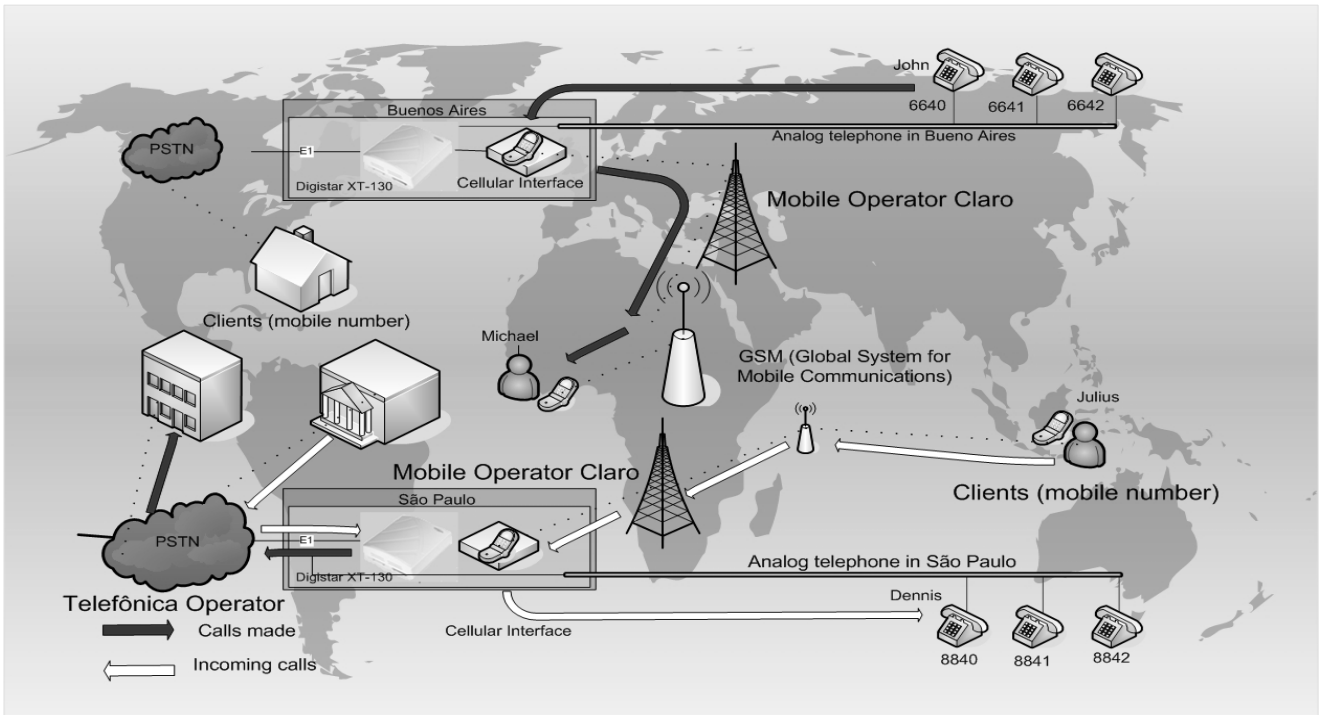 John
6640
6641
6642
Analog telephone in Bueno Aires
Buenos Aires
PSTN
E1
Digistar XT-130
Cellular Interface
Mobile Operator Claro
Clients (mobile number)
Michael
GSM (Global System for
Mobile Communications)
Julius
Clients (mobile number)
Mobile Operator Claro
São Paulo
PSTN
E1
Digistar XT-130
Analog telephone in São Paulo
Telefônica Operator
Calls made
Incoming calls
Cellular Interface
Dennis
8840
8841
8842